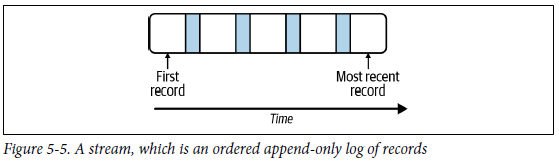 First
record
Most recent
record
Time
Figure 5-5. A stream, which is an ordered append-only log of records